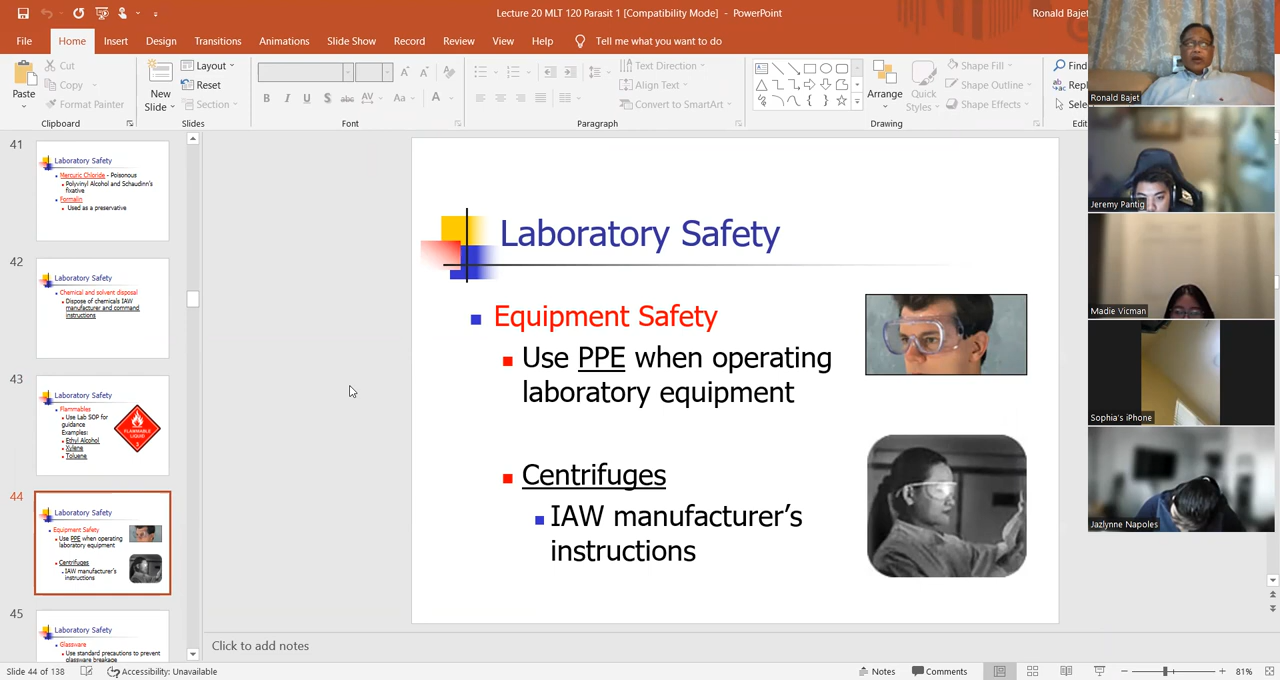 Lecture 20 MLT 120 Parasit 1 [Compatibility Mode] - PowerPoint
Ronald Bajet
File Home Insert Design Transitions Animations Slide Show Record Review View Help Tell me what you want to do
Paste
Cut
Copy
Format Painter
Clipboard
New Slide
Layout
Reset
Section
Slides
B I U S abc AV Aa A
Font
Text Direction
Align Text
Convert to SmartArt
Paragraph
Arrange
Quick Styles
Shape Fill
Shape Outline
Shape Effects
Drawing
Find
41
Laboratory Safety
Mercuric Chloride - Poisonous
Polyvinyl Alcohol and Schaudinn's
fixative
Formalin
Used as a preservative
42
Laboratory Safety
Chemical and solvent disposal
Dispose of chemicals IAW
manufacturer and command
instructions
43
Laboratory Safety
Flammables
Use Lab SOP for
guidance
Examples:
Ethyl Alcohol
Xylene
Toluene
FLAMMABLE
LIQUID
3
44
Laboratory Safety
Equipment Safety
Use PPE when operating
laboratory equipment
Centrifuges
IAW manufacturer's
instructions
45
Laboratory Safety
Glassware
Use standard precautions to prevent
glassware breakage
Laboratory Safety
Equipment Safety
Use PPE when operating
laboratory equipment
Centrifuges
IAW manufacturer’s
instructions
Ronald Bajet
Jeremy Pantig
Madie Vicman
Sophia's iPhone
Jazlynne Napoles
Click to add notes
Slide 44 of 138
Accessibility: Unavailable
Notes
Comments
81%